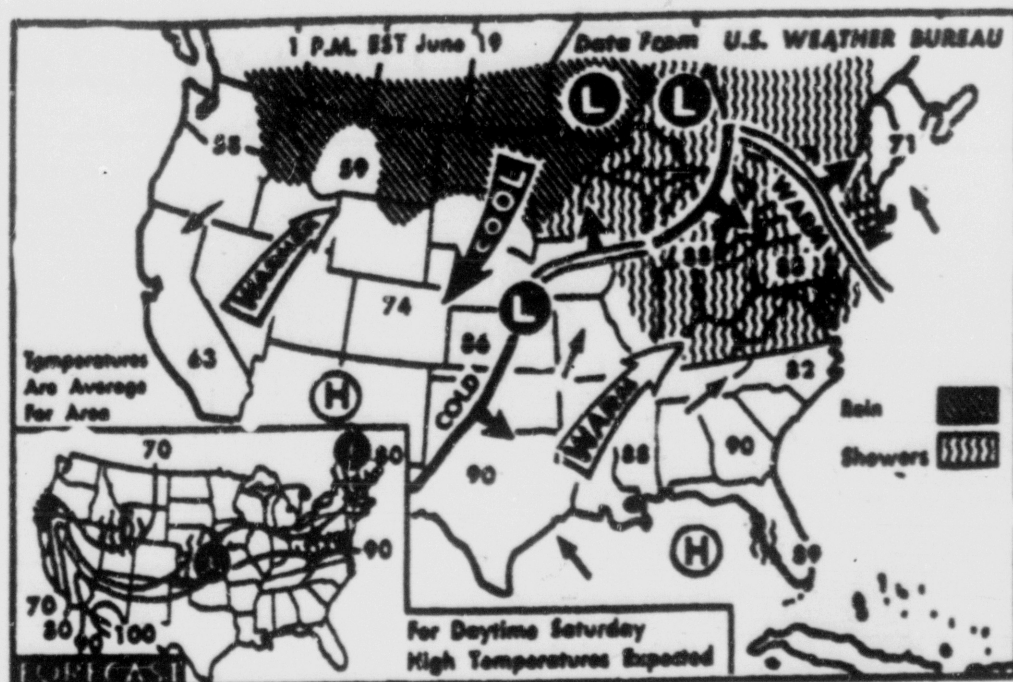 1 P.M. EST June 19 Data From U.S. WEATHER BUREAU
L L
58
59
71
COOL
WARM
WARMER
88
74
L
86
63
Temperatures
Are Average
For Area
H
COLD
82
WARM
Rain
Showers
90
88
90
H
89
70
80
90
70
80
90
100
For Daytime Saturday
High Temperatures Expected
FORECAST